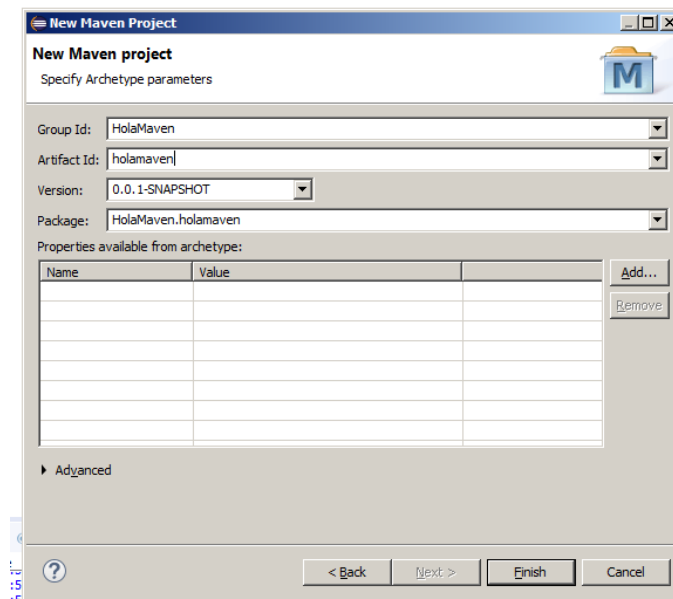 New Maven Project
New Maven project
Specify Archetype parameters
M
Group Id: HolaMaven
Artifact Id: holamaven
Version: 0.0.1-SNAPSHOT
Package: HolaMaven.holamaven
Properties available from archetype:
Name Value Add...
Remove
Advanced
? < Back Next > Finish Cancel
:5